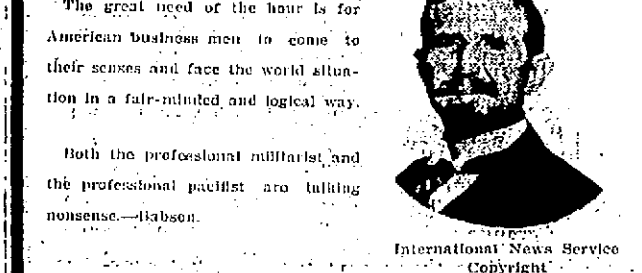 The great need of the hour is for
American business men to come to
their senses and face the world situa-
tion in a fair-minded and logical way.
Both the professional militarist and
the professional pacifist are talking
nonsense.—Babson.
International News Service
Copyright